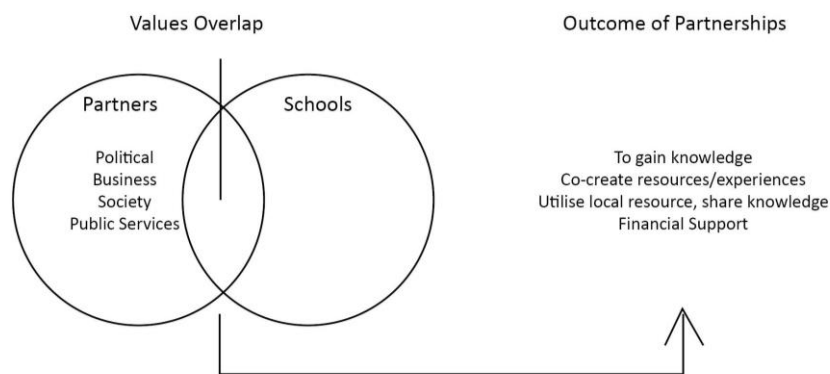 Values Overlap
Outcome of Partnerships
Partners
Schools
Political
Business
Society
Public Services
To gain knowledge
Co-create resources/experiences
Utilise local resource, share knowledge
Financial Support